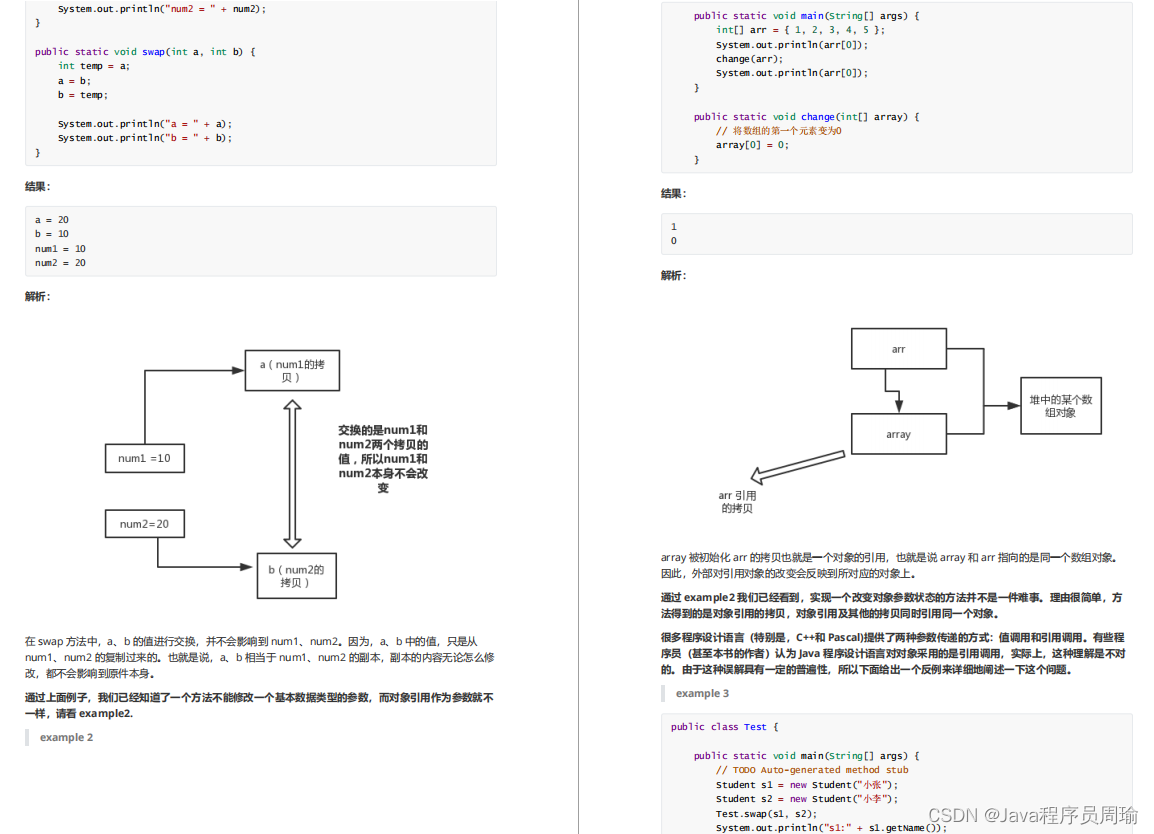 System.out.println("num2 = " + num2);
}
public static void swap(int a, int b) {
int temp = a;
a = b;
b = temp;
System.out.println("a = " + a);
System.out.println("b = " + b);
}
结果：
a = 20
b = 10
num1 = 10
num2 = 20
解析：
a（num1的拷
贝）
num1 =10
交换的是num1和
num2两个拷贝的
值，所以num1和
num2本身不会改
变
num2=20
b（num2的
拷贝）
在 swap 方法中，a、b 的值进行交换，并不会影响到 num1、num2。因为，a、b 中的值，只是从
num1、num2 的复制过来的。也就是说，a、b 相当于 num1、num2 的副本，副本的内容无论怎么修
改，都不会影响到原件本身。
通过上面例子，我们已经知道了一个方法不能修改一个基本数据类型的参数，而对象引用作为参数就不
一样，请看 example2.
example 2
public static void main(String[] args) {
int[] arr = { 1, 2, 3, 4, 5 };
System.out.println(arr[0]);
change(arr);
System.out.println(arr[0]);
}
public static void change(int[] array) {
// 将数组的第一个元素变为0
array[0] = 0;
}
结果：
1
0
解析：
arr
堆中的某个数
组对象
array
arr 引用
的拷贝
array 被初始化 arr 的拷贝也就是一个对象的引用，也就是说 array 和 arr 指向的是同一个数组对象。
因此，外部对引用对象的改变会反映到所对应的对象上。
通过 example2 我们已经看到，实现一个改变对象参数状态的方法并不是一件难事。理由很简单，方
法得到的是对象引用的拷贝，对象引用及其他的拷贝同时引用同一个对象。
很多程序设计语言（特别是，C++和 Pascal)提供了两种参数传递的方式：值调用和引用调用。有些程
序员（甚至本书的作者）认为 Java 程序设计语言对对象采用的是引用调用，实际上，这种理解是不对
的。由于这种误解具有一定的普遍性，所以下面给出一个反例来详细地阐述一下这个问题。
example 3
public class Test {
public static void main(String[] args) {
// TODO Auto-generated method stub
Student s1 = new Student("小张");
Student s2 = new Student("小李");
Test.swap(s1, s2);
System.out.println("s1:" + s1.getName());
CSDN @Java程序员周瑜